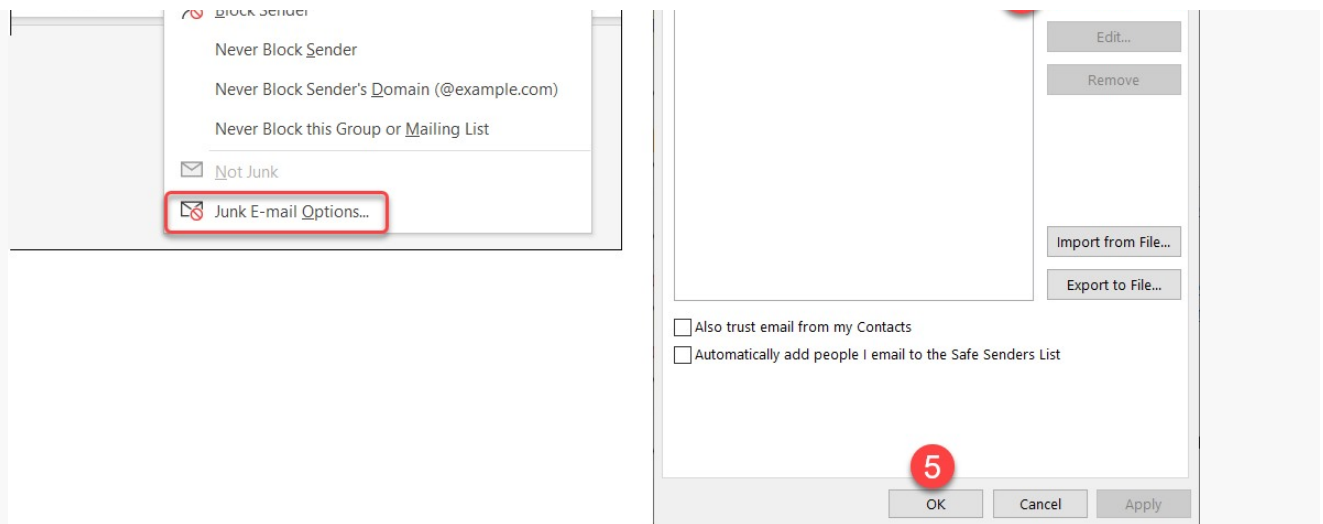 Block Sender
Never Block Sender
Never Block Sender's Domain (@example.com)
Never Block this Group or Mailing List
Not Junk
Junk E-mail Options...
Edit...
Remove
Import from File...
Export to File...
Also trust email from my Contacts
Automatically add people I email to the Safe Senders List
5
OK
Cancel
Apply